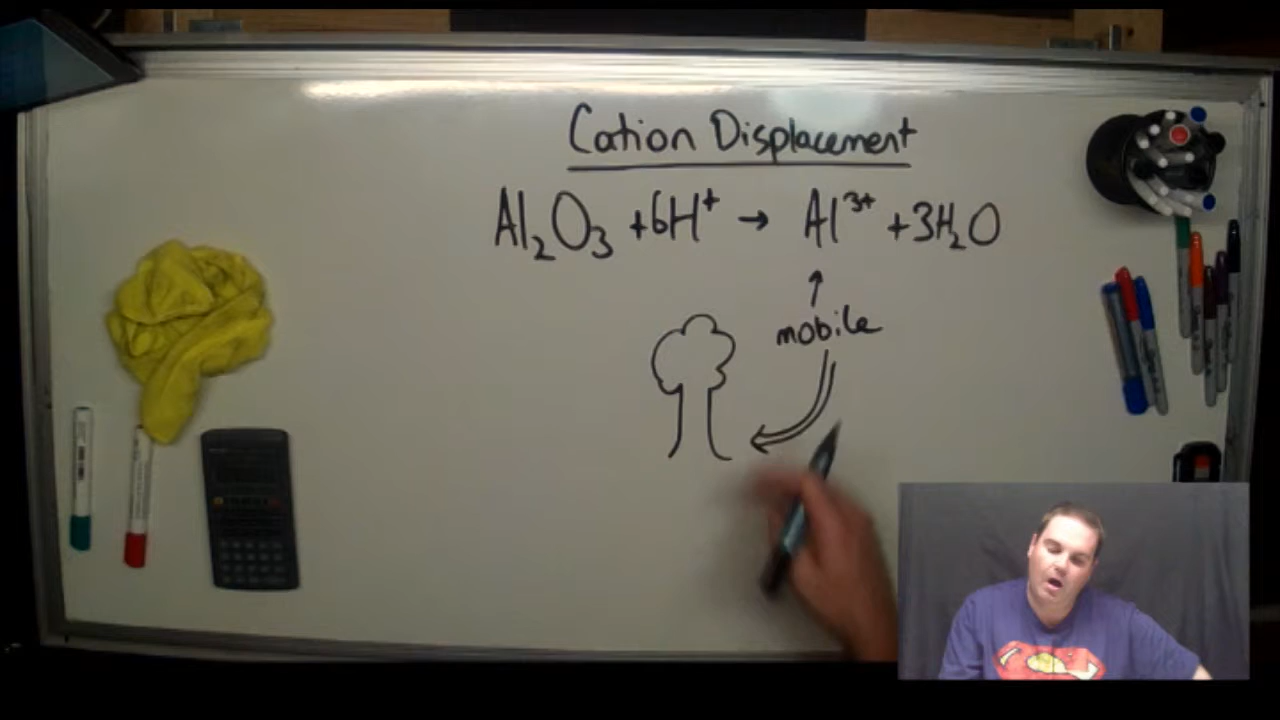 Cation Displacement
Al₂O₃ + 6H⁺ → Al³⁺ + 3H₂O
mobile